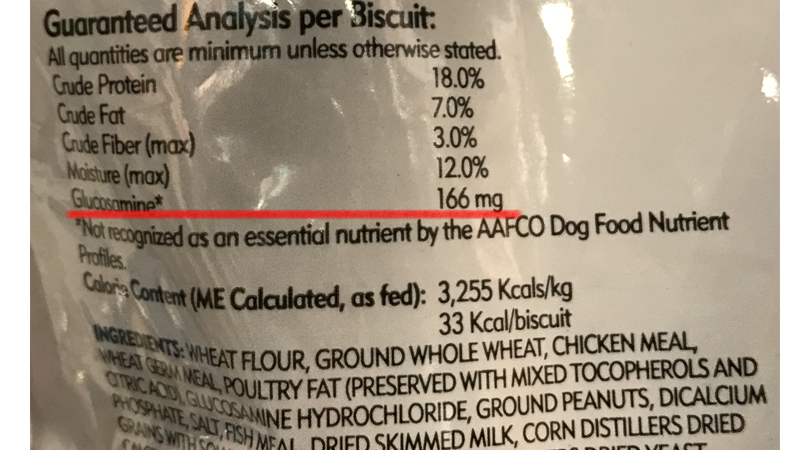 Guaranteed Analysis per Biscuit:
All quantities are minimum unless otherwise stated.
Crude Protein 18.0%
Crude Fat 7.0%
Crude Fiber (max) 3.0%
Moisture (max) 12.0%
Glucosamine* 166 mg
*Not recognized as an essential nutrient by the AAFCO Dog Food Nutrient
Profiles.
Calorie Content (ME Calculated, as fed): 3,255 Kcals/kg
33 Kcal/biscuit
INGREDIENTS: WHEAT FLOUR, GROUND WHOLE WHEAT, CHICKEN MEAL,
WHEAT GERM MEAL, POULTRY FAT (PRESERVED WITH MIXED TOCOPHEROLS AND
CITRIC ACID), GLUCOSAMINE HYDROCHLORIDE, GROUND PEANUTS, DICALCIUM
PHOSPHATE, SALT, FISH MEAL, DRIED SKIMMED MILK, CORN DISTILLERS DRIED
GRAINS WITH DRIED YEAST